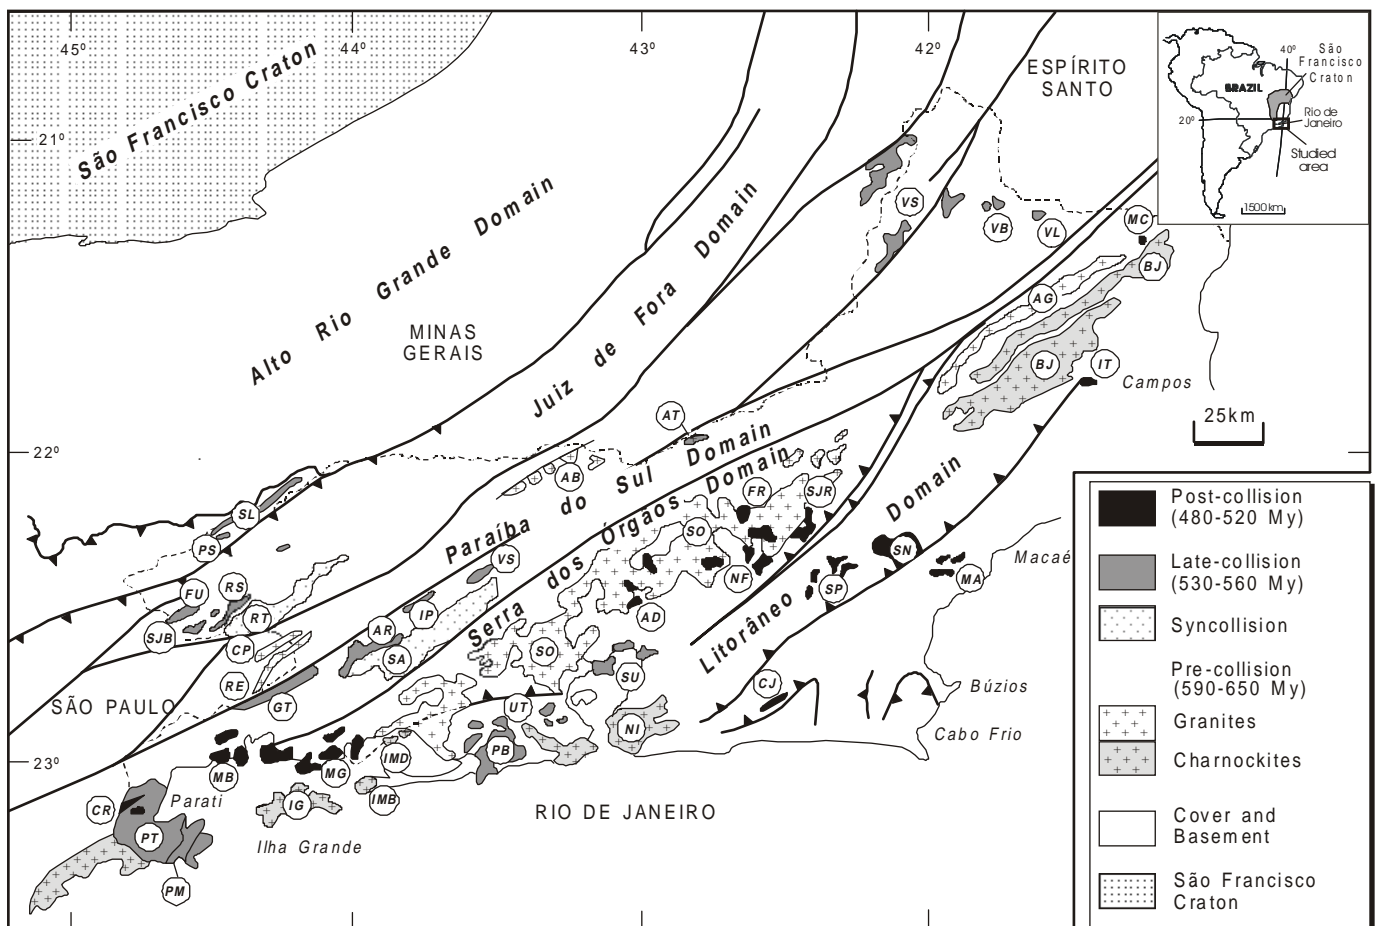 45º
44º
43º
42º
São Francisco Craton
21º
22º
23º
ESPÍRITO
SANTO
40º
São
Francisco
Craton
BRAZIL
20º
Rio de
Janeiro
Studied
area
1500 km
Alto Rio Grande Domain
MINAS
GERAIS
Juiz de Fora Domain
VS
VB
VL
MC
BJ
AG
BJ
IT
Campos
25km
AT
AB
Paraíba do Sul Domain
Serra dos Órgãos Domain
FR
SJR
SO
NF
AD
Litorâneo Domain
SN
SP
MA
Macaé
SL
PS
FU
RS
RT
SJB
CP
RE
GT
VS
IP
AR
SA
SO
SU
UT
NI
CJ
Búzios
Cabo Frio
SÃO PAULO
MB
MG
IMD
PB
IMB
IG
Ilha Grande
CR
Parati
PT
PM
RIO DE JANEIRO
Post-collision
(480-520 My)
Late-collision
(530-560 My)
Syncollision
Pre-collision
(590-650 My)
Granites
Charnockites
Cover and
Basement
São Francisco
Craton